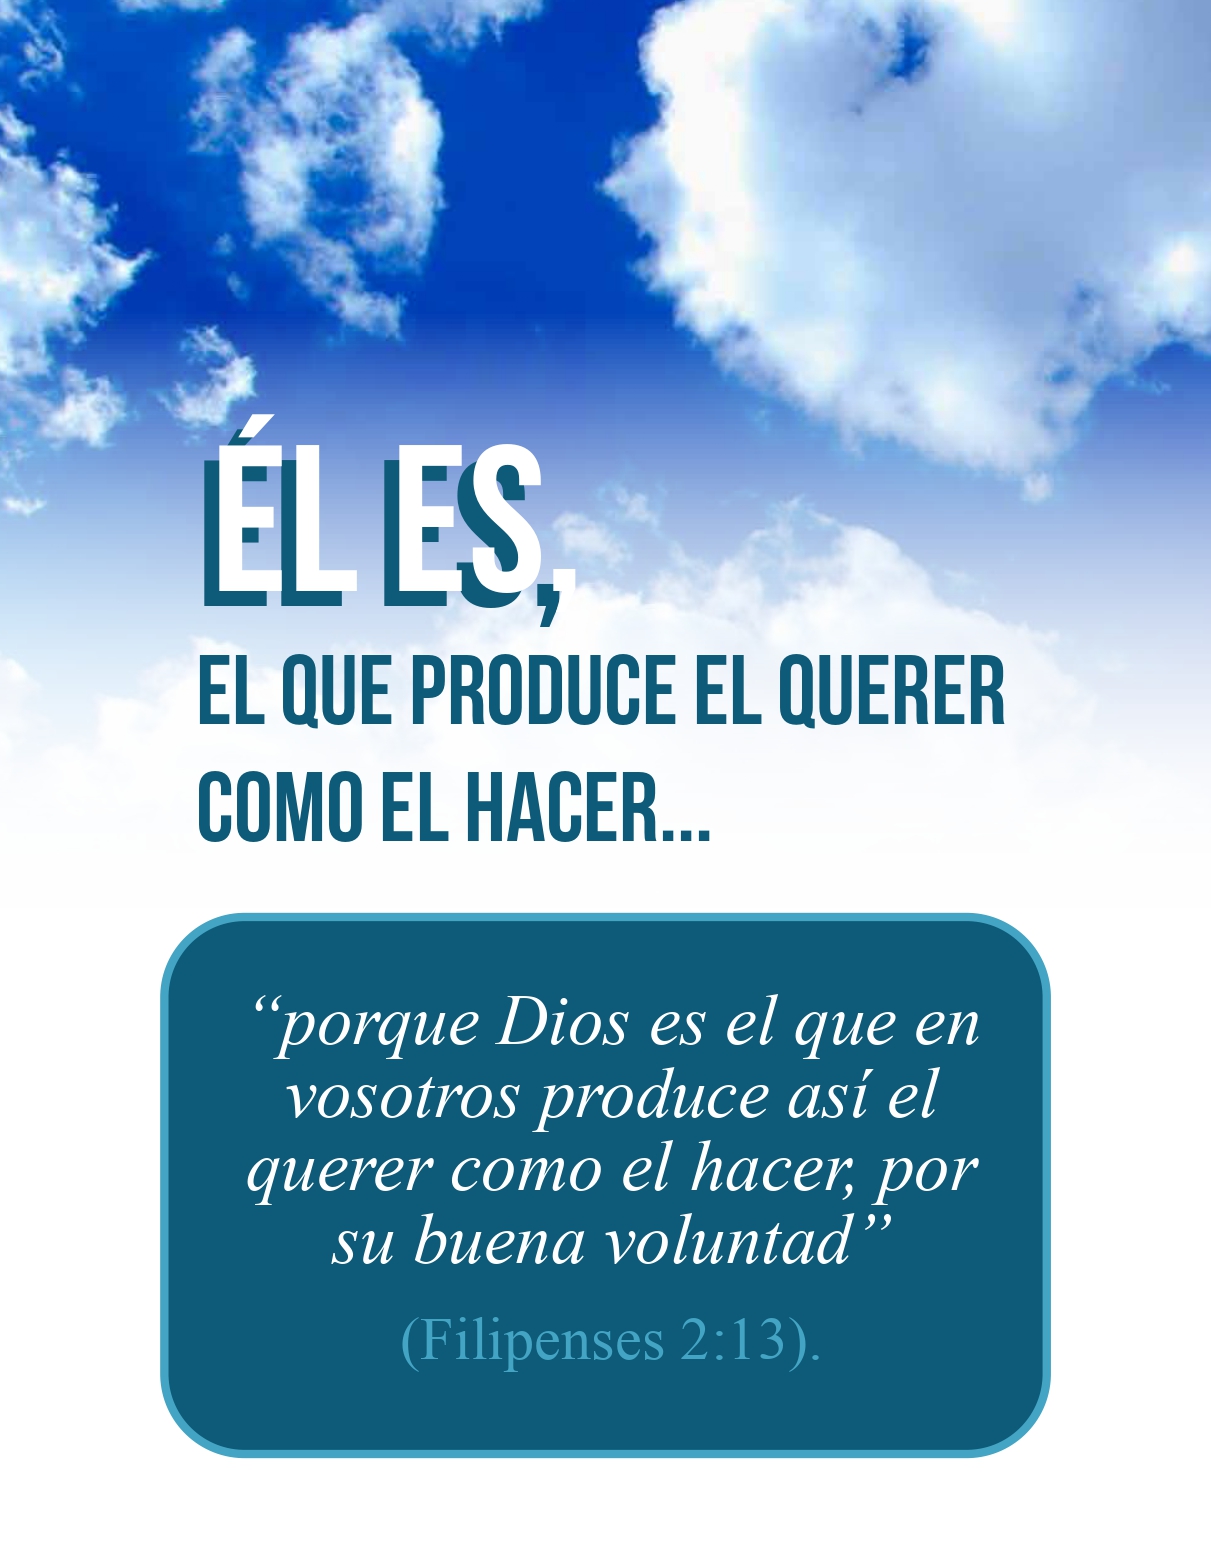 ÉL ES,
EL QUE PRODUCE EL QUERER
COMO EL HACER...
“porque Dios es el que en
vosotros produce así el
querer como el hacer, por
su buena voluntad”
(Filipenses 2:13).